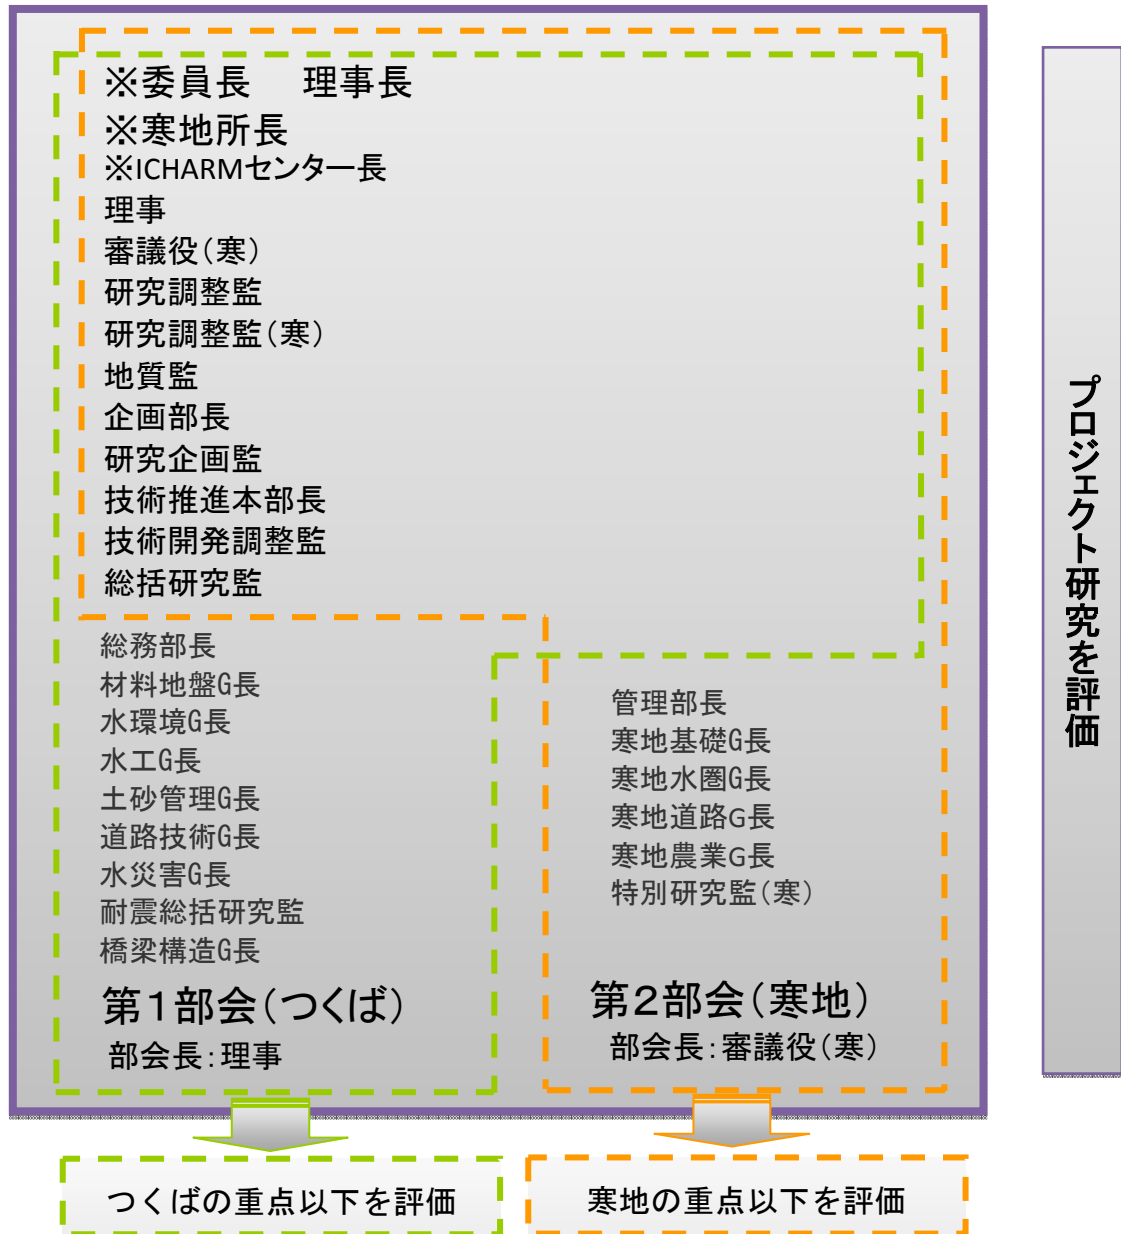 ※委員長　理事長
※寒地所長
※ICHARMセンター長
理事
審議役（寒）
研究調整監
研究調整監（寒）
地質監
企画部長
研究企画監
技術推進本部長
技術開発調整監
総括研究監
総務部長
材料地盤G長
水環境G長
水工G長
土砂管理G長
道路技術G長
水災害G長
耐震総括研究監
橋梁構造G長
第１部会（つくば）
部会長：理事
管理部長
寒地基礎G長
寒地水圏G長
寒地道路G長
寒地農業G長
特別研究監（寒）
第２部会（寒地）
部会長：審議役（寒）
つくばの重点以下を評価
寒地の重点以下を評価
プロジェクト研究を評価